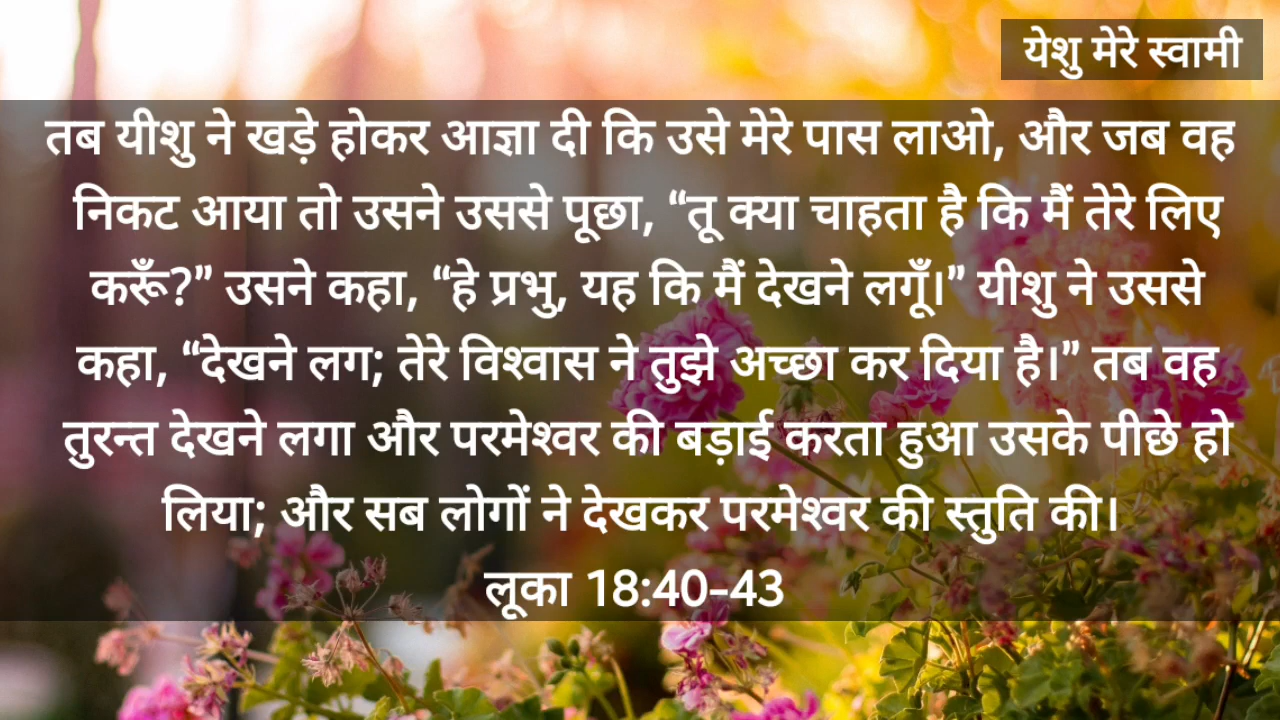 येशु मेरे स्वामी
तब यीशु ने खड़े होकर आज्ञा दी कि उसे मेरे पास लाओ, और जब वह
निकट आया तो उसने उससे पूछा, “तू क्या चाहता है कि मैं तेरे लिए
करूँ?” उसने कहा, “हे प्रभु, यह कि मैं देखने लगूँ।” यीशु ने उससे
कहा, “देखने लग; तेरे विश्वास ने तुझे अच्छा कर दिया है।” तब वह
तुरन्त देखने लगा और परमेश्वर की बड़ाई करता हुआ उसके पीछे हो
लिया; और सब लोगों ने देखकर परमेश्वर की स्तुति की।
लूका 18:40-43